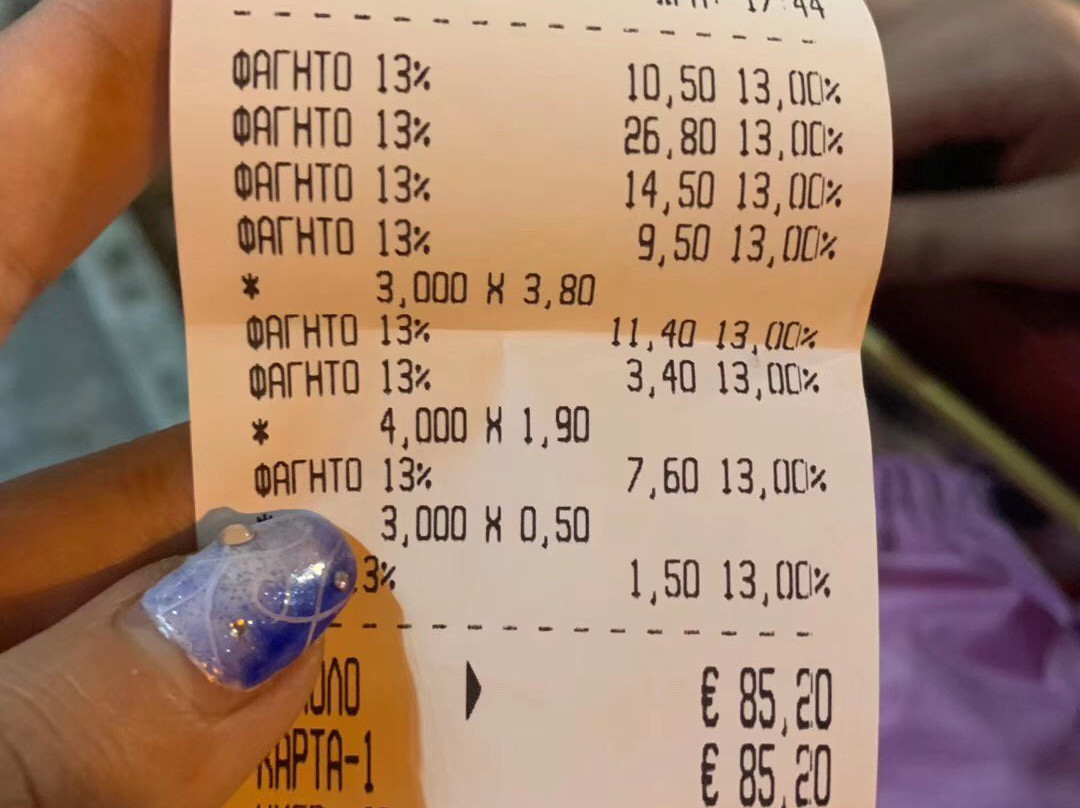 17:44
ΦΑΓΗΤΟ 13% 10,50 13,00%
ΦΑΓΗΤΟ 13% 26,80 13,00%
ΦΑΓΗΤΟ 13% 14,50 13,00%
ΦΑΓΗΤΟ 13% 9,50 13,00%
* 3,000 X 3,80
ΦΑΓΗΤΟ 13% 11,40 13,00%
ΦΑΓΗΤΟ 13% 3,40 13,00%
* 4,000 X 1,90
ΦΑΓΗΤΟ 13% 7,60 13,00%
* 3,000 X 0,50
3% 1,50 13,00%
€ 85,20
ΚΑΡΤΑ-1 € 85,20